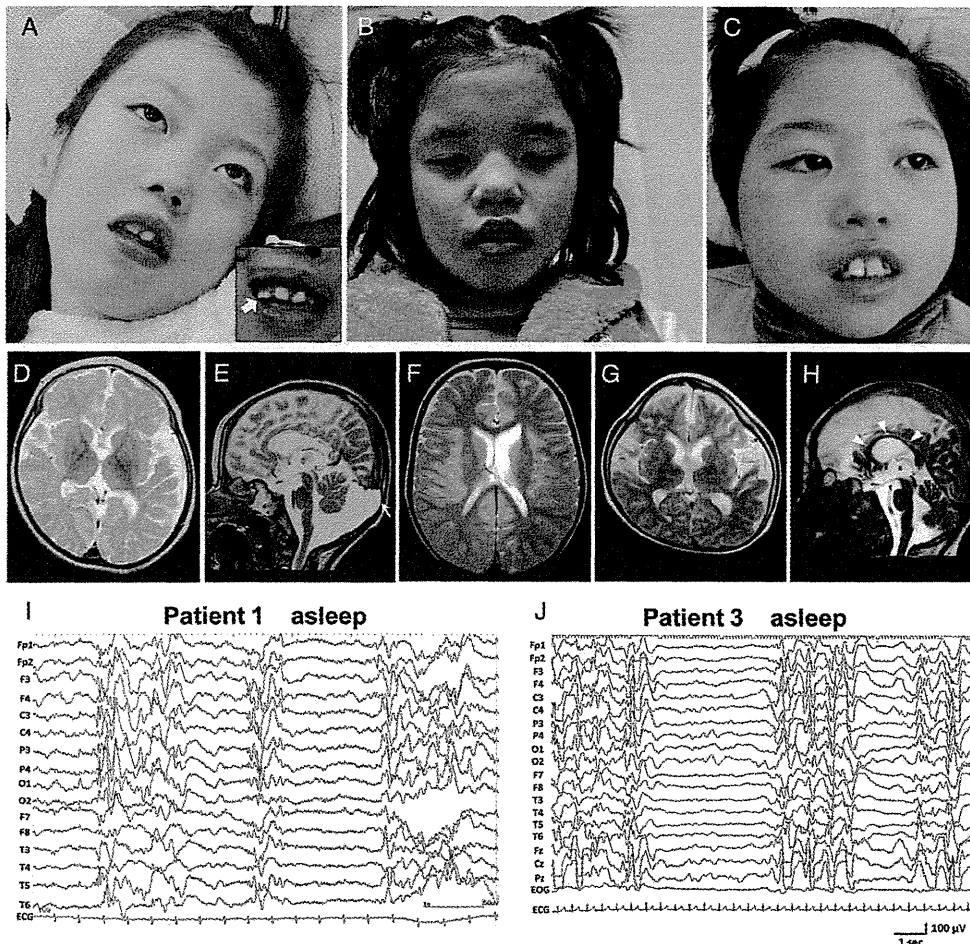 A B C
D E F G H
I Patient 1 asleep
Fp1
Fp2
F3
F4
C3
C4
P3
P4
O1
O2
F7
F8
T3
T4
T5
T6
ECG
J Patient 3 asleep
Fp1
Fp2
F3
F4
C3
C4
P3
P4
O1
O2
F7
F8
T3
T4
T5
T6
Fz
Cz
Pz
EOG
ECG
100 μV
1 sec